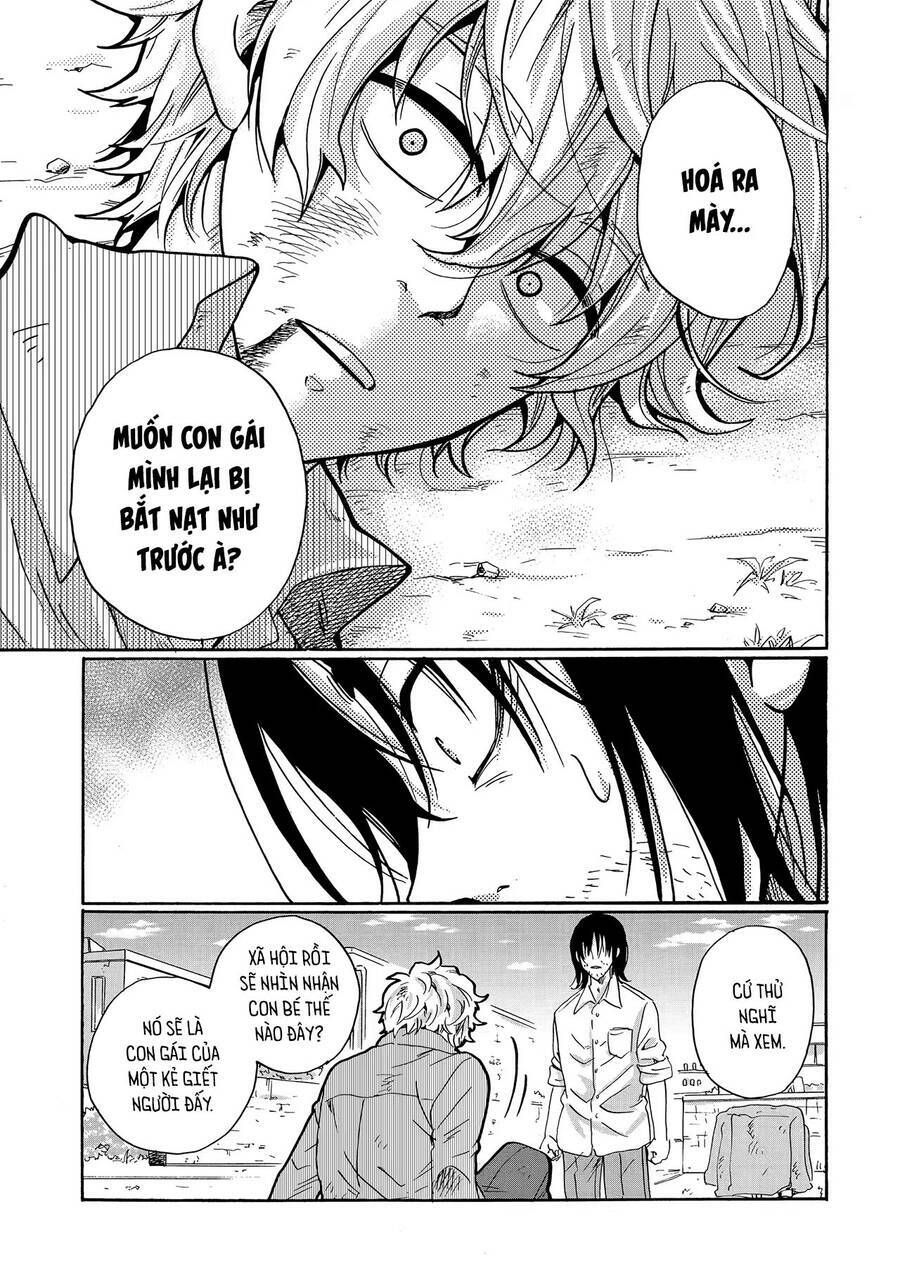 HOÁ RA
MÀY...
MUỐN CON GÁI
MÌNH LẠI BỊ
BẮT NẠT NHƯ
TRƯỚC À?
CỨ THỬ
NGHĨ
MÀ XEM.
XÃ HỘI RỒI
SẼ NHÌN NHẬN
CON BÉ THẾ
NÀO ĐÂY?
NÓ SẼ LÀ
CON GÁI CỦA
MỘT KẺ GIẾT
NGƯỜI ĐẤY.